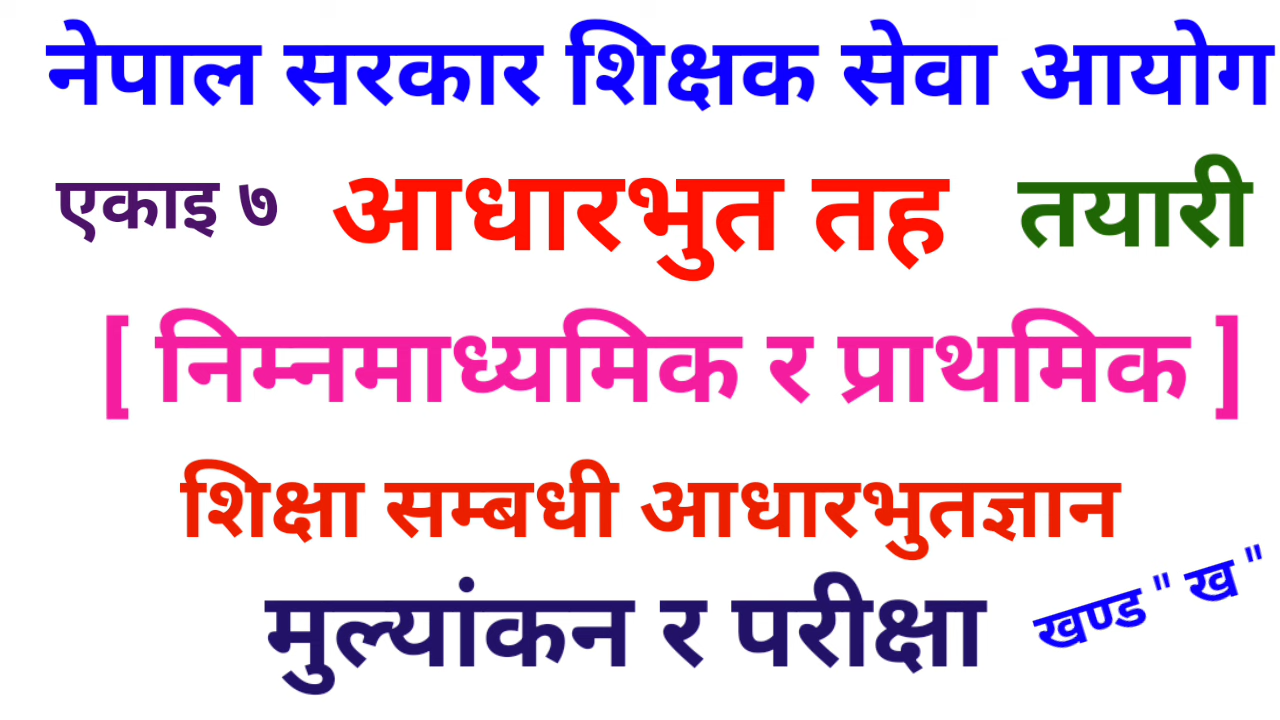 नेपाल सरकार शिक्षक सेवा आयोग
एकाइ ७ आधारभुत तह तयारी
[ निम्नमाध्यमिक र प्राथमिक ]
शिक्षा सम्बधी आधारभुतज्ञान
मुल्यांकन र परीक्षा खण्ड " ख "